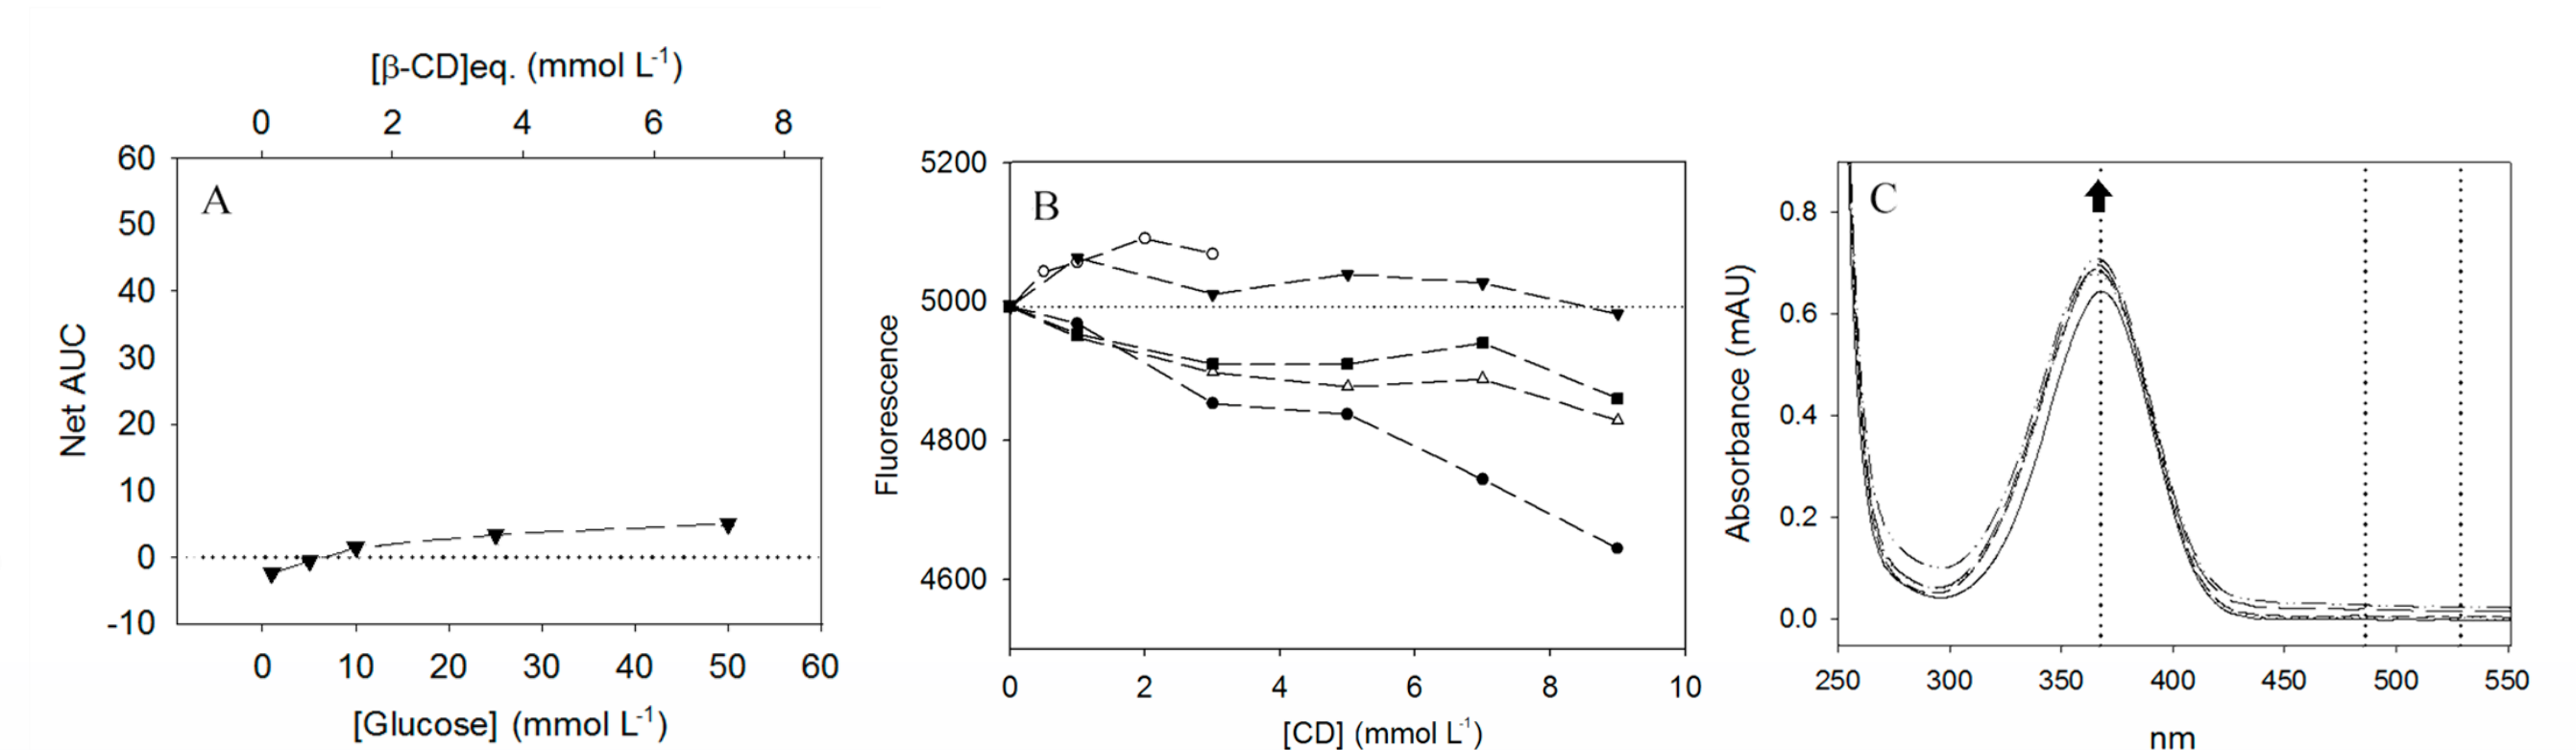 [β-CD]eq. (mmol L⁻¹)
0 2 4 6 8
A
60
50
40
30
20
10
0
-10
Net AUC
0 10 20 30 40 50 60
[Glucose] (mmol L⁻¹)
B
5200
5000
4800
4600
Fluorescence
0 2 4 6 8 10
[CD] (mmol L⁻¹)
C
0.8
0.6
0.4
0.2
0.0
Absorbance (mAU)
250 300 350 400 450 500 550
nm